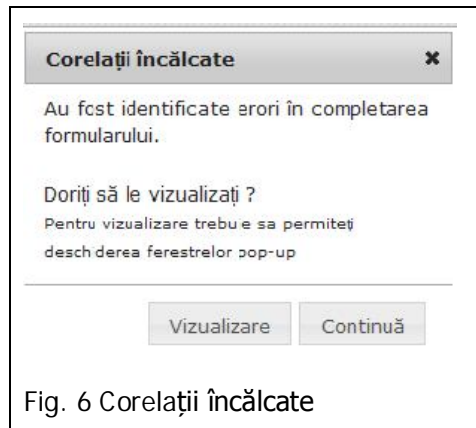 Corelații încălcate ✖
Au fost identificate erori în completarea
formularului.
Doriți să le vizualizați ?
Pentru vizualizare trebuie sa permiteți
deschiderea ferestrelor pop-up
Vizualizare Continuă
Fig. 6 Corelații încălcate